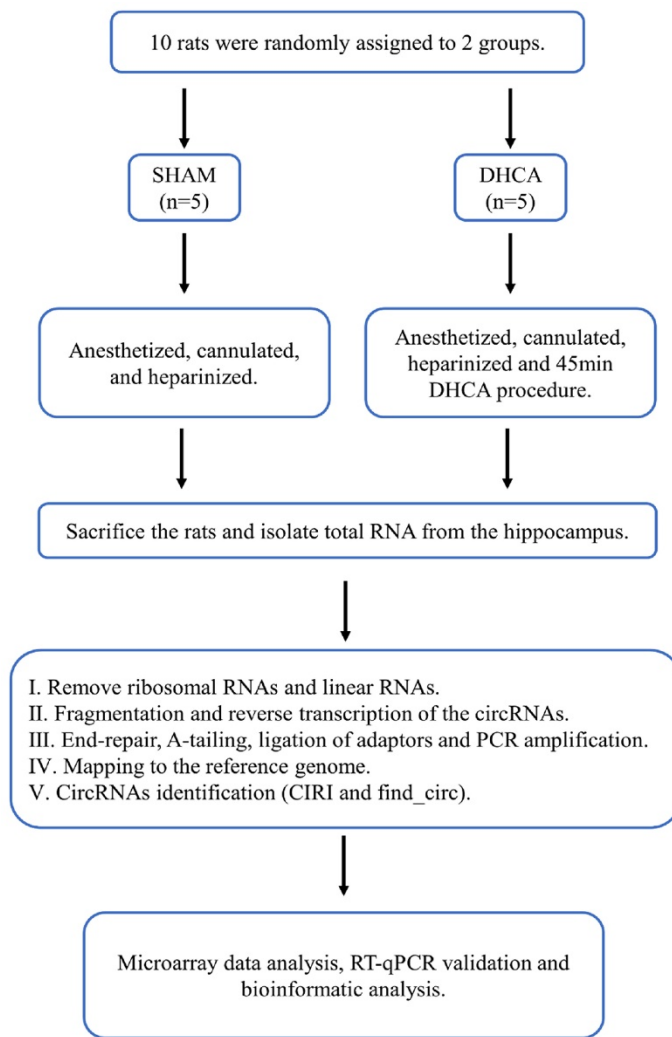 10 rats were randomly assigned to 2 groups.
SHAM
(n=5)
DHCA
(n=5)
Anesthetized, cannulated,
and heparinized.
Anesthetized, cannulated,
heparinized and 45min
DHCA procedure.
Sacrifice the rats and isolate total RNA from the hippocampus.
I. Remove ribosomal RNAs and linear RNAs.
II. Fragmentation and reverse transcription of the circRNAs.
III. End-repair, A-tailing, ligation of adaptors and PCR amplification.
IV. Mapping to the reference genome.
V. CircRNAs identification (CIRI and find_circ).
Microarray data analysis, RT-qPCR validation and
bioinformatic analysis.